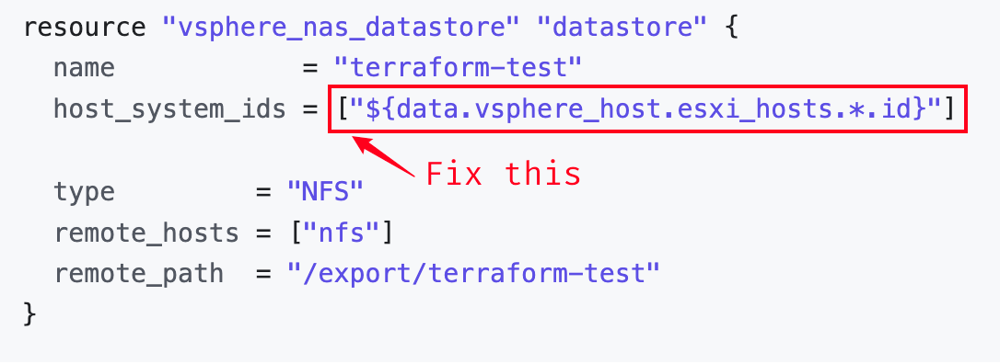 resource "vsphere_nas_datastore" "datastore" {
  name            = "terraform-test"
  host_system_ids = ["${data.vsphere_host.esxi_hosts.*.id}"]
Fix this
  type         = "NFS"
  remote_hosts = ["nfs"]
  remote_path  = "/export/terraform-test"
}